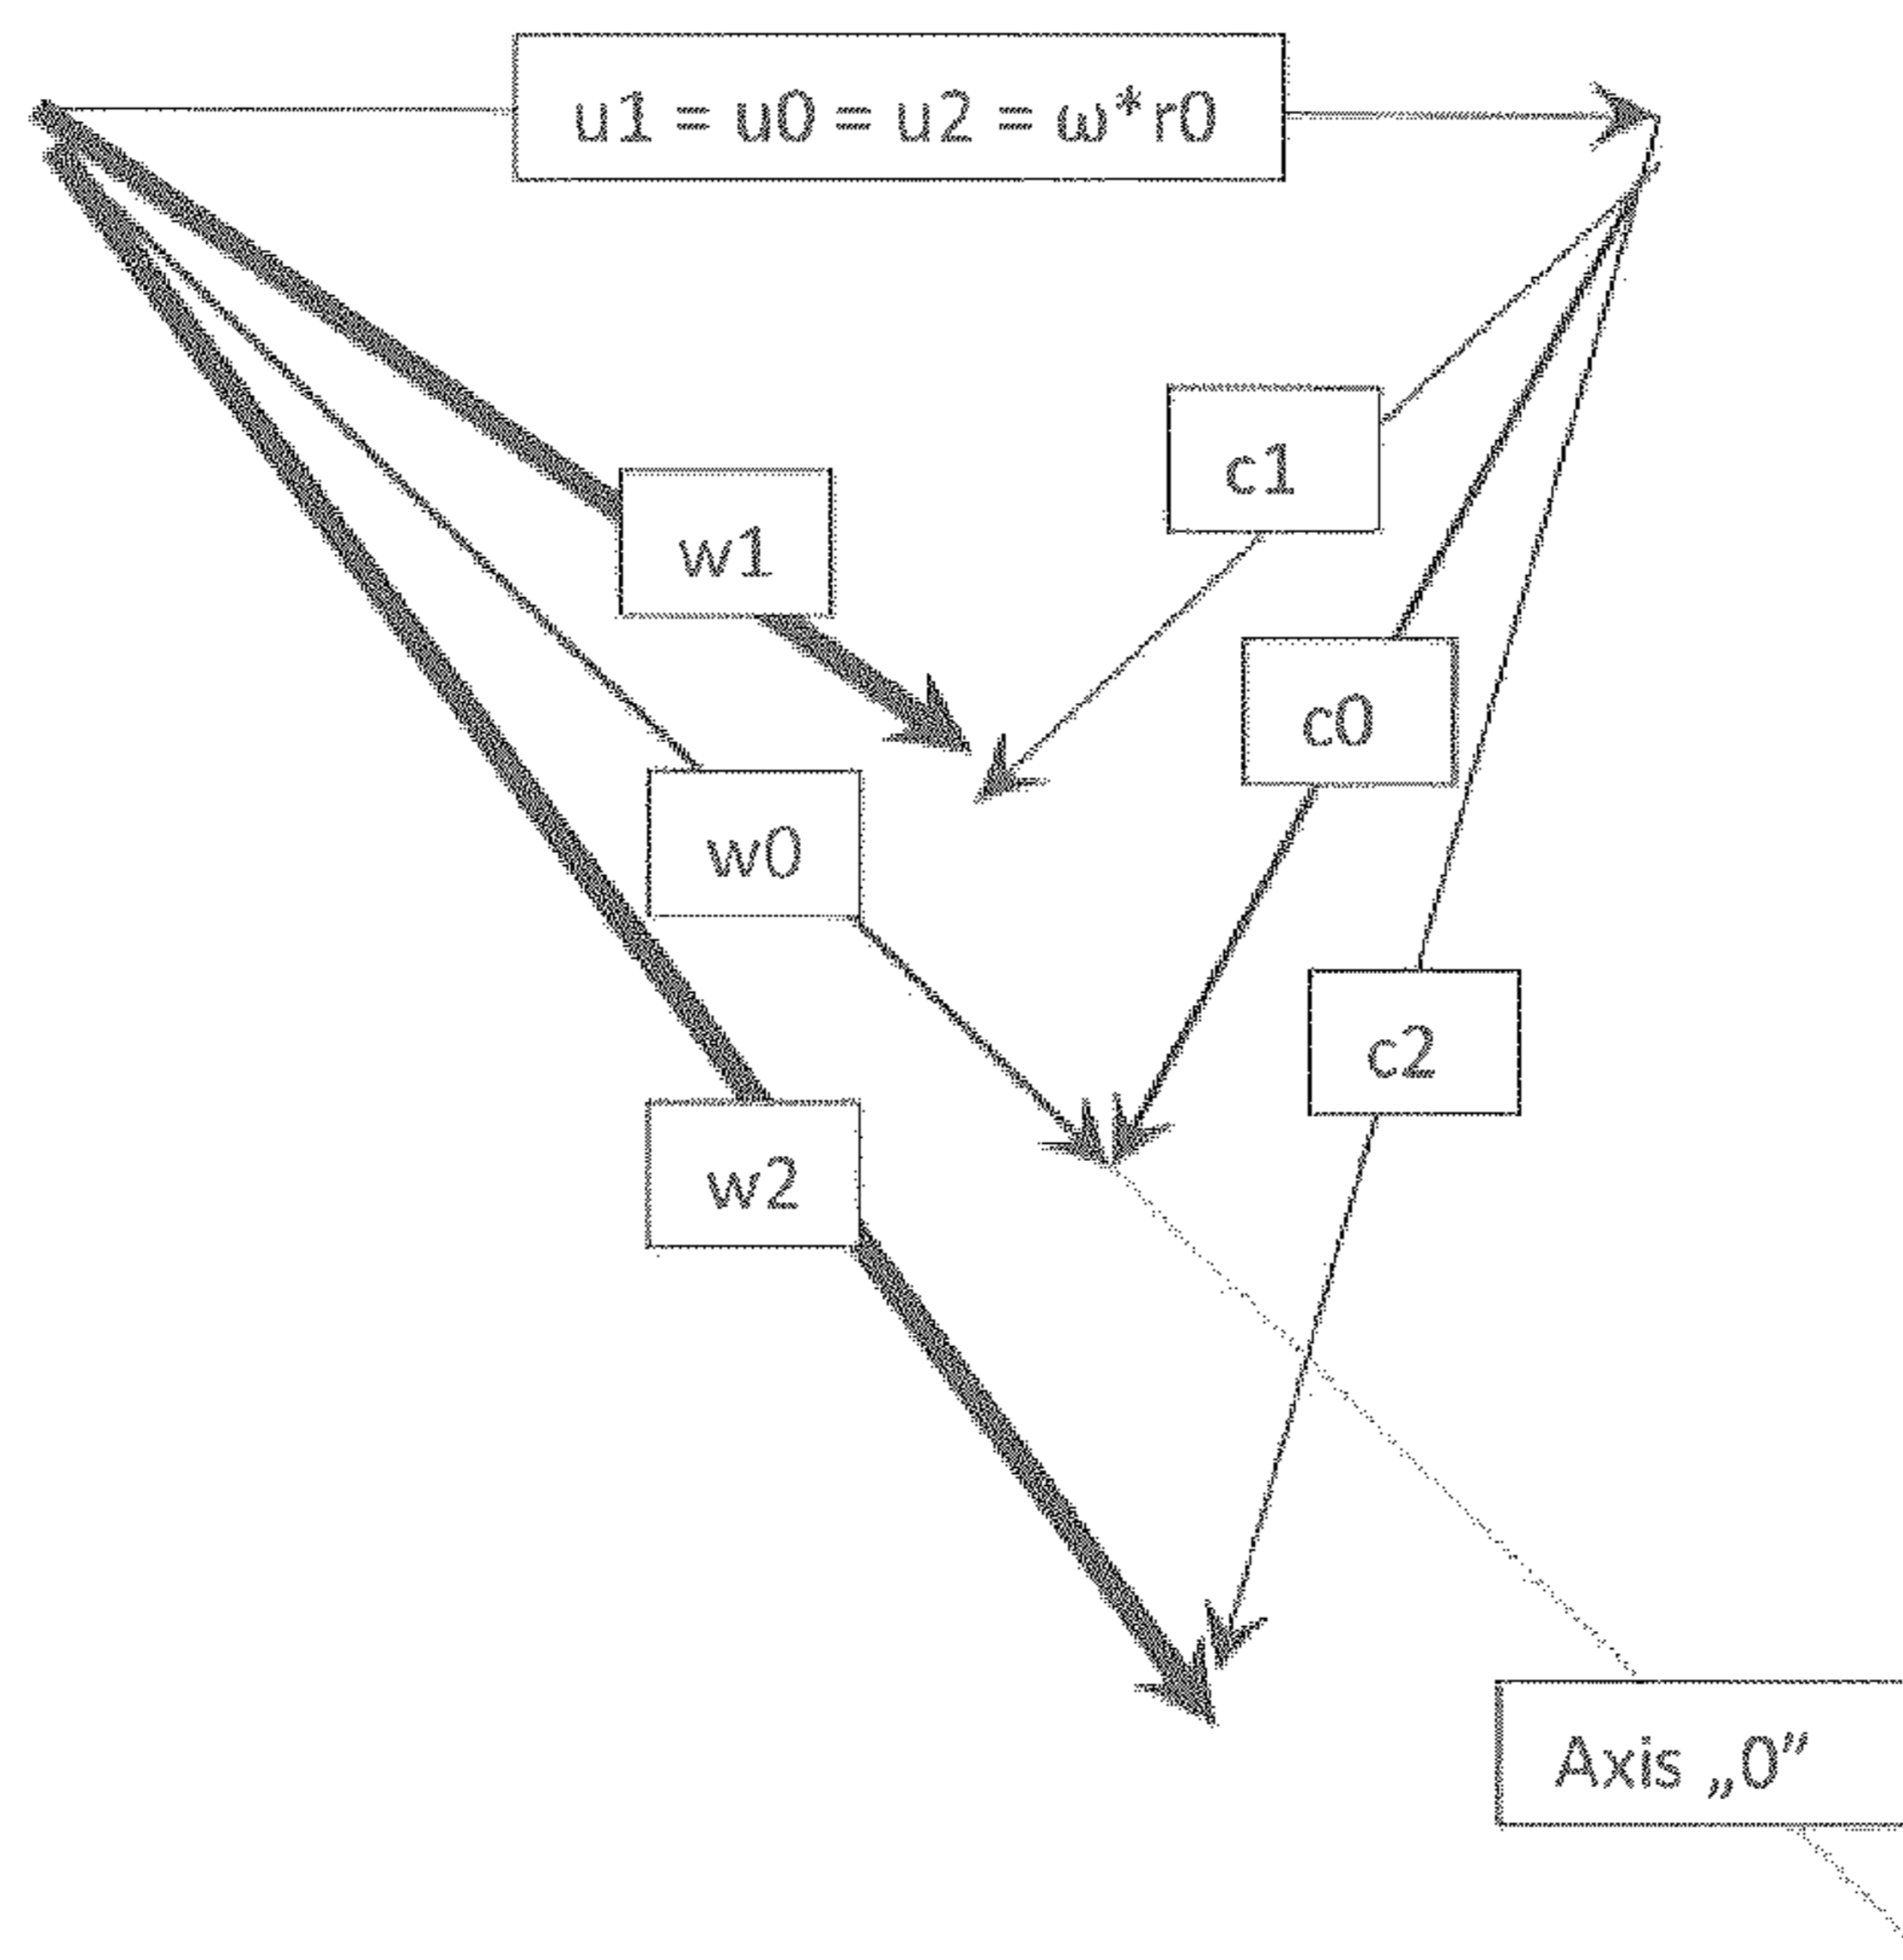 u1 = u0 = u2 = ω*r0
c1
w1
c0
w0
c2
w2
Axis „0”